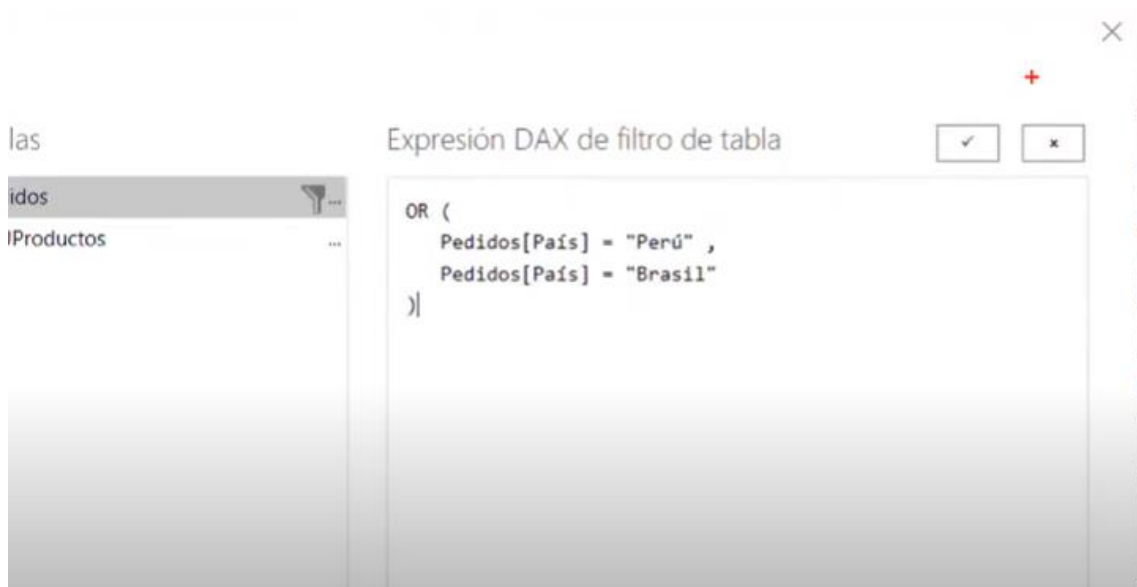 las
Expresión DAX de filtro de tabla
idos
...
Productos
...
OR (
Pedidos[País] = "Perú" ,
Pedidos[País] = "Brasil"
)